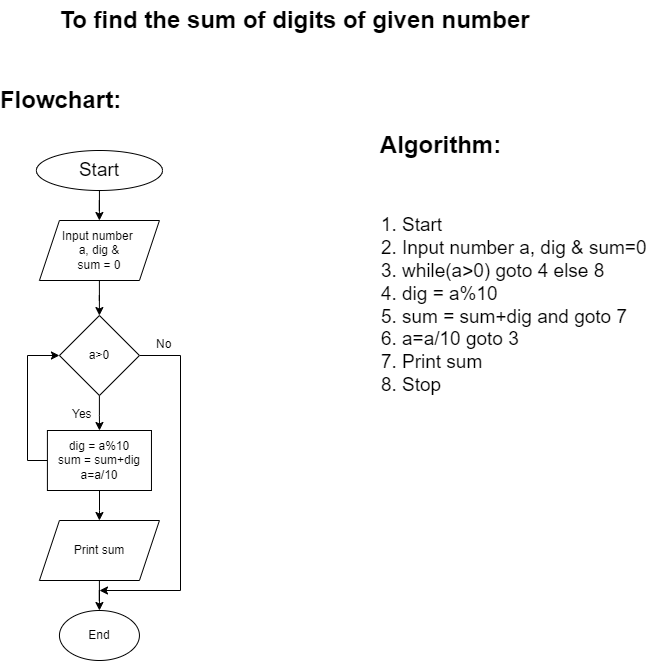 To find the sum of digits of given number
Flowchart:
Start
Input number
a, dig &
sum = 0
a>0
No
Yes
dig = a%10
sum = sum+dig
a=a/10
Print sum
End
Algorithm:
1. Start
2. Input number a, dig & sum=0
3. while(a>0) goto 4 else 8
4. dig = a%10
5. sum = sum+dig and goto 7
6. a=a/10 goto 3
7. Print sum
8. Stop